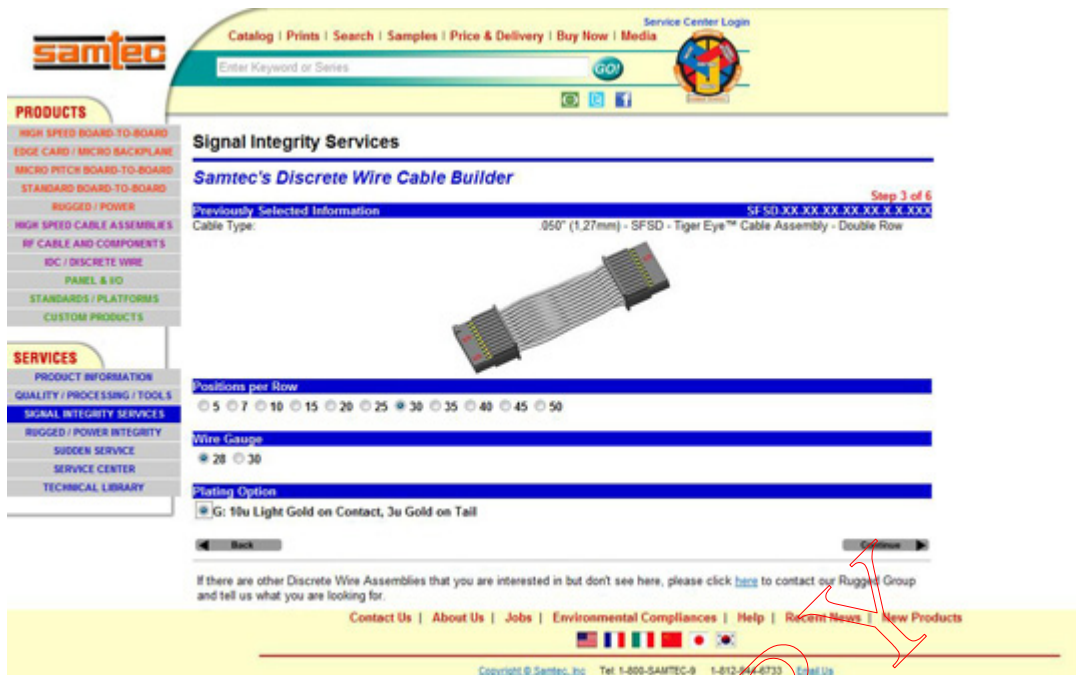 samtec
Service Center Login
Catalog | Prints | Search | Samples | Price & Delivery | Buy Now | Media
Enter Keyword or Series
GO!
PRODUCTS
HIGH SPEED BOARD-TO-BOARD
EDGE CARD / MICRO BACKPLANE
MICRO PITCH BOARD-TO-BOARD
STANDARD BOARD-TO-BOARD
RUGGED / POWER
HIGH SPEED CABLE ASSEMBLIES
RF CABLE AND COMPONENTS
IDC / DISCRETE WIRE
PANEL & I/O
STANDARDS / PLATFORMS
CUSTOM PRODUCTS
SERVICES
PRODUCT INFORMATION
QUALITY / PROCESSING / TOOLS
SIGNAL INTEGRITY SERVICES
RUGGED / POWER INTEGRITY
SUDDEN SERVICE
SERVICE CENTER
TECHNICAL LIBRARY
Signal Integrity Services
Samtec's Discrete Wire Cable Builder
Step 3 of 6
Previously Selected Information SFSD-XX-XX-XX-XX-XX-X-X-XXX
Cable Type: .050" (1,27mm) - SFSD - Tiger Eye™ Cable Assembly - Double Row
Positions per Row
5 7 10 15 20 25 30 35 40 45 50
Wire Gauge
28 30
Plating Option
G: 10u Light Gold on Contact, 3u Gold on Tail
Back
Continue
If there are other Discrete Wire Assemblies that you are interested in but don't see here, please click here to contact our Rugged Group
and tell us what you are looking for.
Contact Us | About Us | Jobs | Environmental Compliances | Help | Recent News | New Products
Copyright © Samtec, Inc Tel: 1-800-SAMTEC-9 1-812-944-6733 Email Us